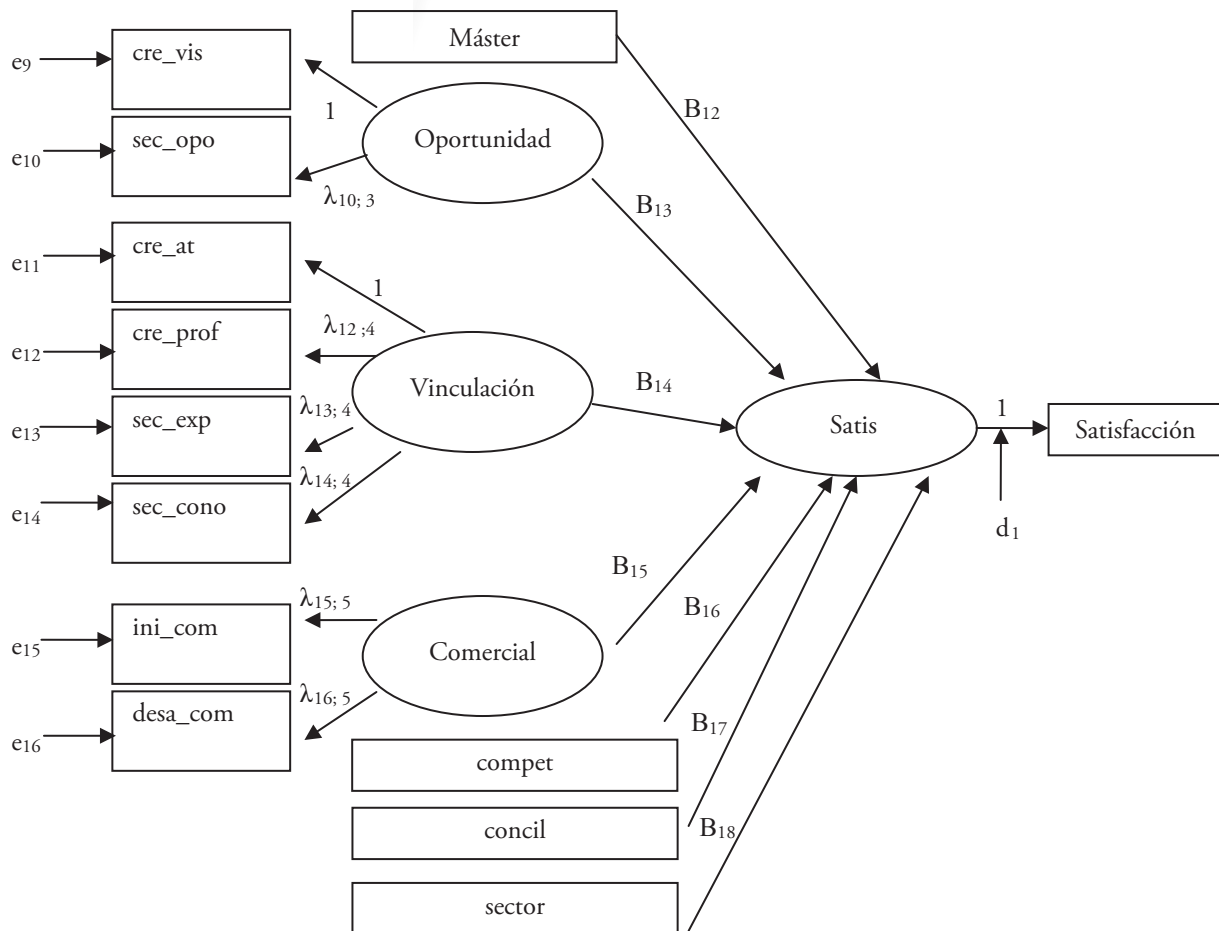 Máster
cre_vis
e9
1
Oportunidad
B12
sec_opo
e10
λ10; 3
B13
cre_at
e11
1
λ12 ;4
cre_prof
e12
Vinculación
B14
λ13; 4
sec_exp
e13
λ14; 4
sec_cono
e14
Satis
1
Satisfacción
d1
B15
λ15; 5
B16
ini_com
e15
Comercial
λ16; 5
desa_com
e16
B17
compet
concil
B18
sector